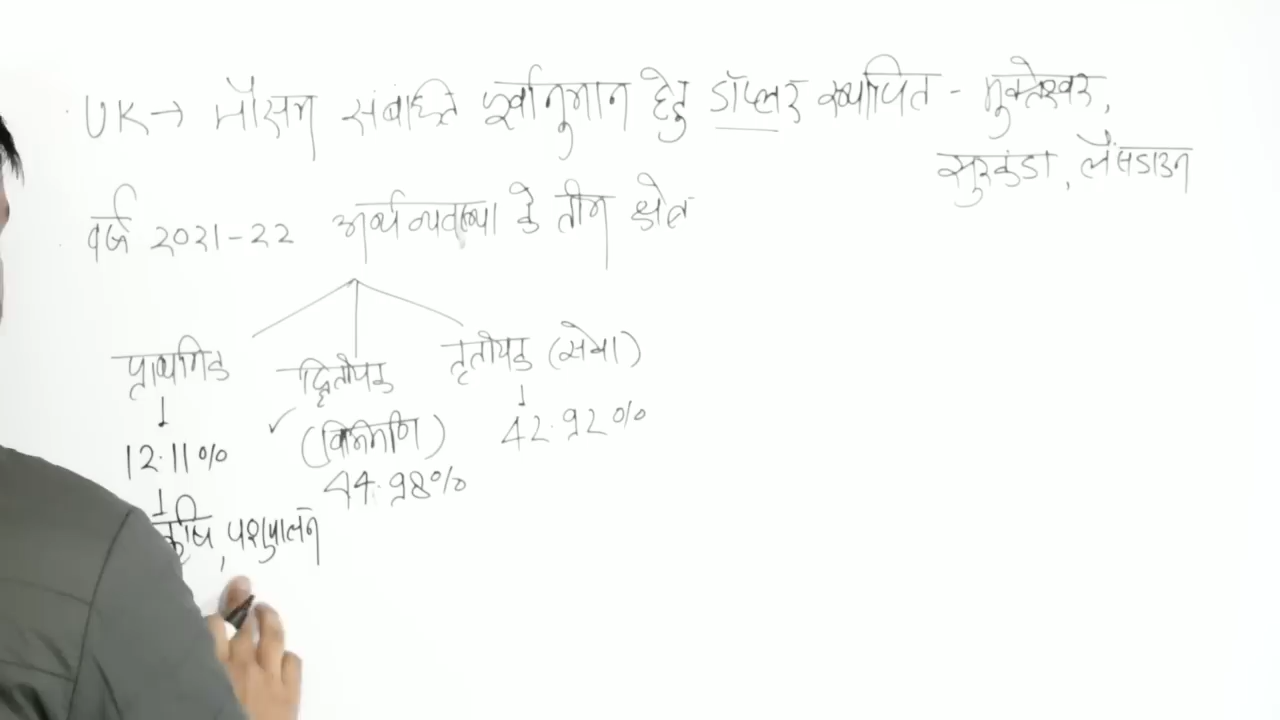 UK→ मौसम संबंधित पूर्वानुमान हेतु डॉप्लर स्थापित - मुक्तेश्वर,
सुरकंडा, लैंसडाउन
वर्ष 2021-22 अर्थव्यवस्था के तीन क्षेत्र
प्राथमिक द्वितीयक तृतीयक (सेवा)
↓ ↓
12.11% ✓ (विनिर्माण) 42.92%
↓ 44.98%
कृषि, पशुपालन